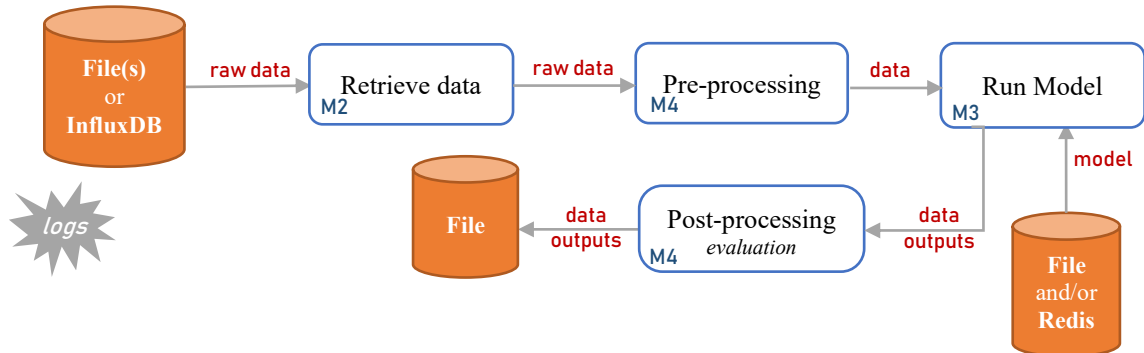 File(s)
or
InfluxDB
raw data
Retrieve data
M2
raw data
Pre-processing
M4
data
Run Model
M3
model
File
and/or
Redis
data
outputs
Post-processing
evaluation
M4
data
outputs
File
logs